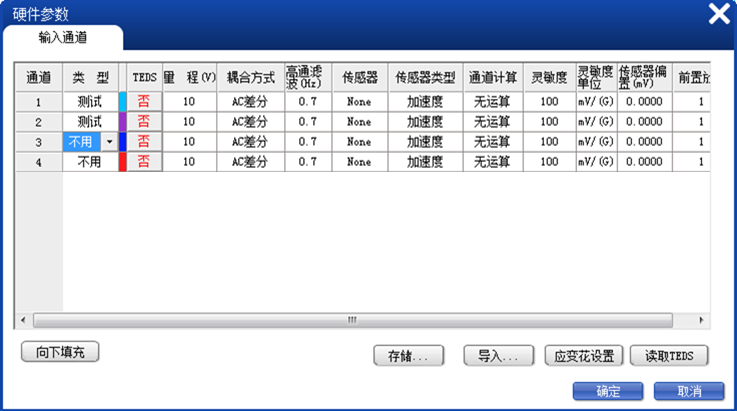 硬件参数
输入通道
通道 类 型 TEDS 量 程(V) 耦合方式 高通滤波(Hz) 传感器 传感器类型 通道计算 灵敏度 灵敏度单位 传感器偏置(mV) 前置放
1 测试 否 10 AC差分 0.7 None 加速度 无运算 100 mV/(G) 0.0000 1
2 测试 否 10 AC差分 0.7 None 加速度 无运算 100 mV/(G) 0.0000 1
3 不用 否 10 AC差分 0.7 None 加速度 无运算 100 mV/(G) 0.0000 1
4 不用 否 10 AC差分 0.7 None 加速度 无运算 100 mV/(G) 0.0000 1
向下填充
存储... 导入... 应变花设置 读取TEDS
确定 取消